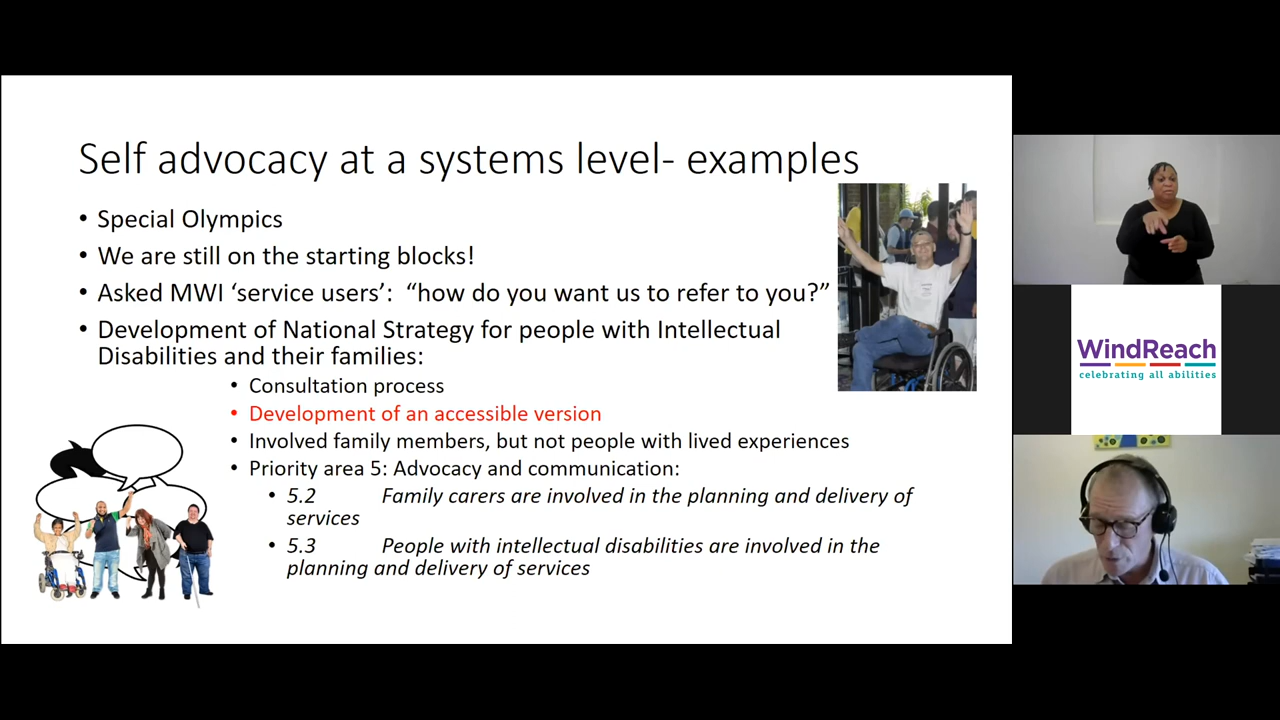 Self advocacy at a systems level- examples
• Special Olympics
• We are still on the starting blocks!
• Asked MWI ‘service users’: “how do you want us to refer to you?”
• Development of National Strategy for people with Intellectual
Disabilities and their families:
• Consultation process
• Development of an accessible version
• Involved family members, but not people with lived experiences
• Priority area 5: Advocacy and communication:
• 5.2 Family carers are involved in the planning and delivery of
services
• 5.3 People with intellectual disabilities are involved in the
planning and delivery of services
WindReach
celebrating all abilities